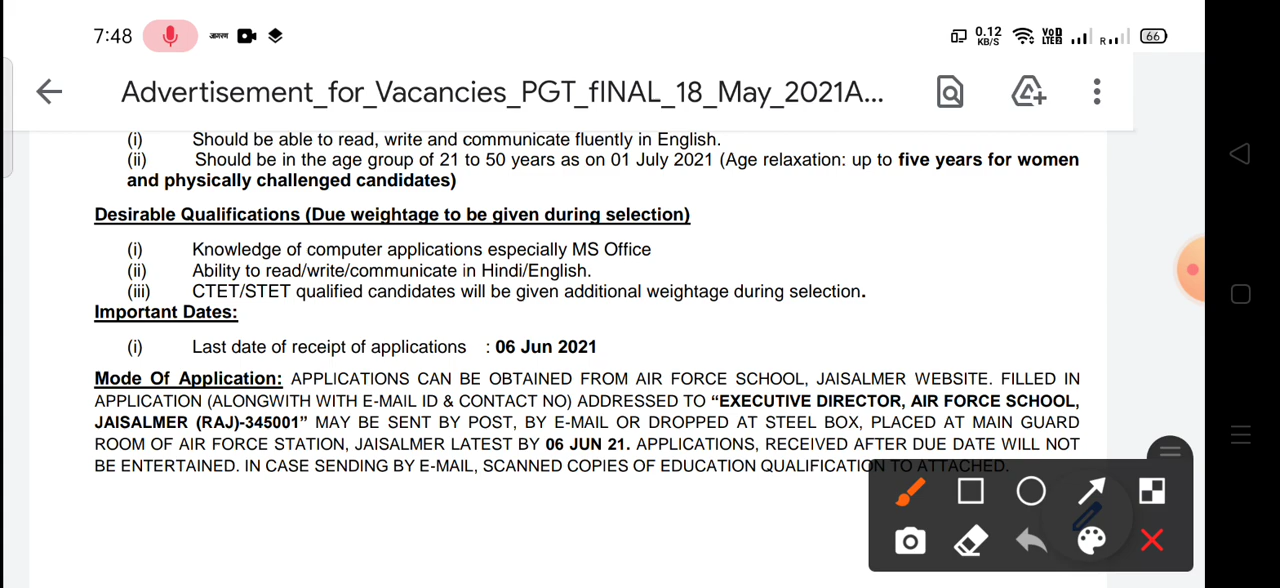 7:48 जागरण 0.12 KB/S Vo LTE 2 R 66
Advertisement_for_Vacancies_PGT_fINAL_18_May_2021A...
(i) Should be able to read, write and communicate fluently in English.
(ii) Should be in the age group of 21 to 50 years as on 01 July 2021 (Age relaxation: up to five years for women
and physically challenged candidates)
Desirable Qualifications (Due weightage to be given during selection)
(i) Knowledge of computer applications especially MS Office
(ii) Ability to read/write/communicate in Hindi/English.
(iii) CTET/STET qualified candidates will be given additional weightage during selection.
Important Dates:
(i) Last date of receipt of applications : 06 Jun 2021
Mode Of Application: APPLICATIONS CAN BE OBTAINED FROM AIR FORCE SCHOOL, JAISALMER WEBSITE. FILLED IN
APPLICATION (ALONGWITH WITH E-MAIL ID & CONTACT NO) ADDRESSED TO “EXECUTIVE DIRECTOR, AIR FORCE SCHOOL,
JAISALMER (RAJ)-345001” MAY BE SENT BY POST, BY E-MAIL OR DROPPED AT STEEL BOX, PLACED AT MAIN GUARD
ROOM OF AIR FORCE STATION, JAISALMER LATEST BY 06 JUN 21. APPLICATIONS, RECEIVED AFTER DUE DATE WILL NOT
BE ENTERTAINED. IN CASE SENDING BY E-MAIL, SCANNED COPIES OF EDUCATION QUALIFICATION TO ATTACHED.